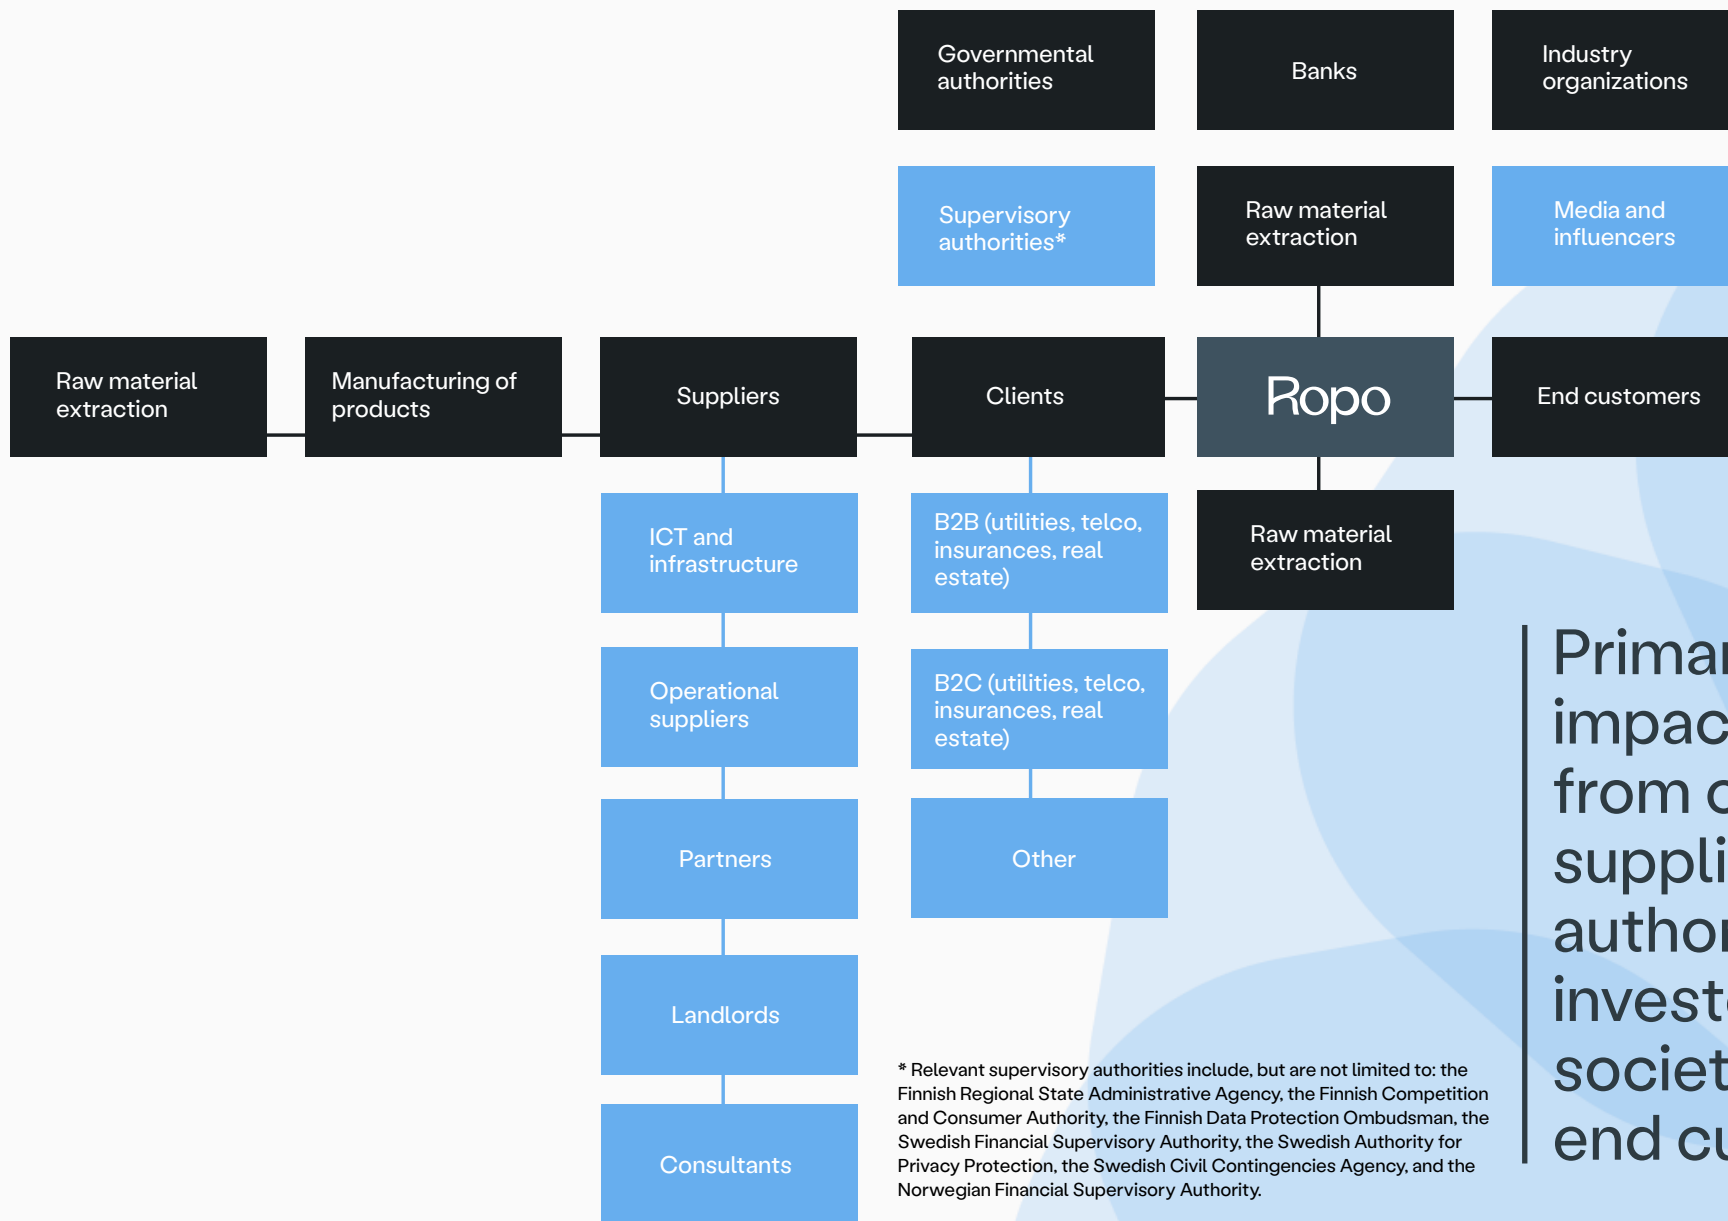 Governmental
authorities
Banks
Industry
organizations
Supervisory
authorities*
Raw material
extraction
Media and
influencers
Raw material
extraction
Manufacturing of
products
Suppliers
Clients
Ropo
End customers
ICT and
infrastructure
B2B (utilities, telco,
insurances, real
estate)
Raw material
extraction
Operational
suppliers
B2C (utilities, telco,
insurances, real
estate)
Partners
Other
Landlords
Consultants
* Relevant supervisory authorities include, but are not limited to: the
Finnish Regional State Administrative Agency, the Finnish Competition
and Consumer Authority, the Finnish Data Protection Ombudsman, the
Swedish Financial Supervisory Authority, the Swedish Authority for
Privacy Protection, the Swedish Civil Contingencies Agency, and the
Norwegian Financial Supervisory Authority.
from
end